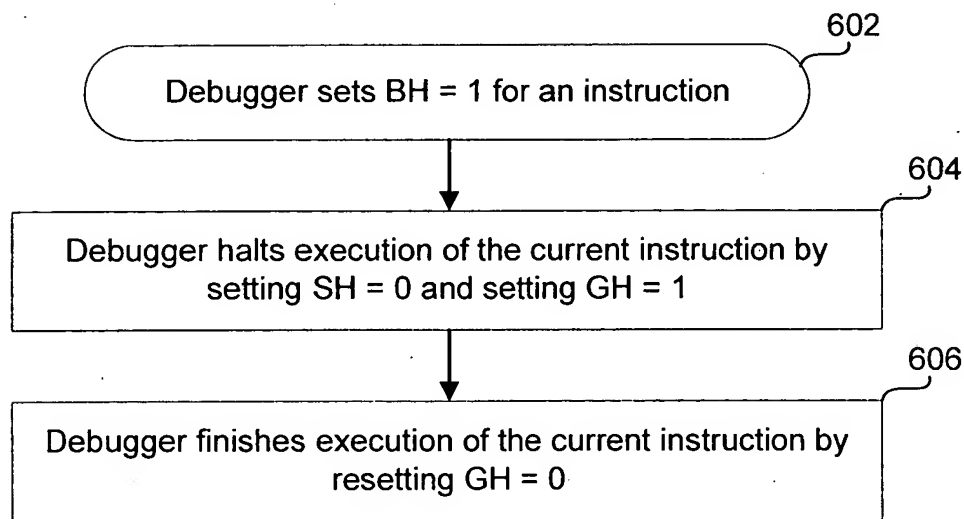 602
Debugger sets BH = 1 for an instruction
604
Debugger halts execution of the current instruction by
setting SH = 0 and setting GH = 1
606
Debugger finishes execution of the current instruction by
resetting GH = 0